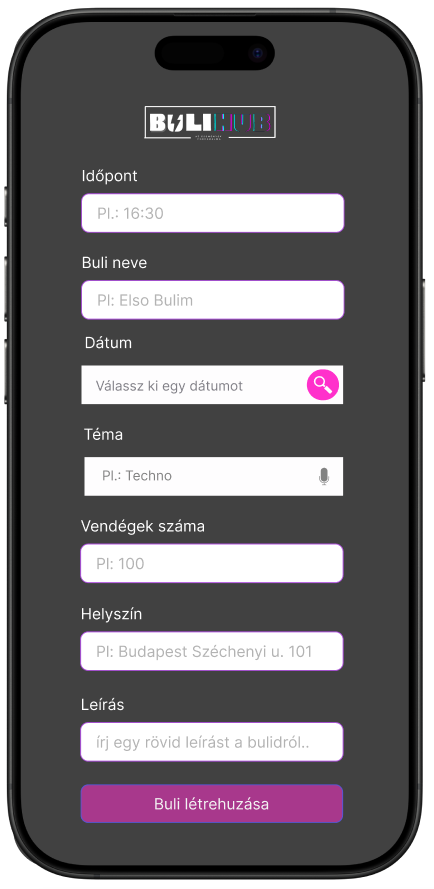 BULIHUB
Időpont
Pl.: 16:30
Buli neve
Pl: Elso Bulim
Dátum
Válassz ki egy dátumot
Téma
Pl.: Techno
Vendégek száma
Pl: 100
Helyszín
Pl: Budapest Széchenyi u. 101
Leírás
írj egy rövid leírást a bulidról..
Buli létrehuzása